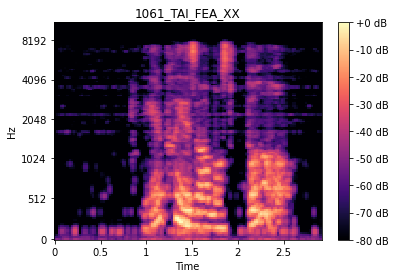 1061_TAI_FEA_XX
+0 dB
8192
-10 dB
4096
-20 dB
-30 dB
2048
Hz
-40 dB
1024
-50 dB
512
-60 dB
-70 dB
0
-80 dB
0 0.5 1 1.5 2 2.5
Time